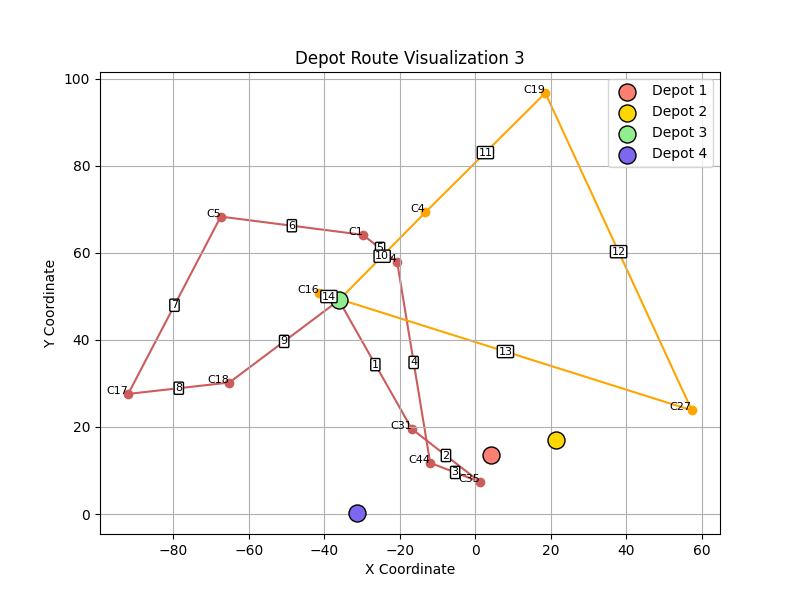 Depot Route Visualization 3
Depot 1
Depot 2
Depot 3
Depot 4
Y Coordinate
100
80
60
40
20
0
−80
−60
−40
−20
0
20
40
60
X Coordinate
C19
11
C5
C4
6
C1
5
10
4
12
C16
14
7
9
1
4
13
C17
8
C18
C27
C31
2
C44
3
C35